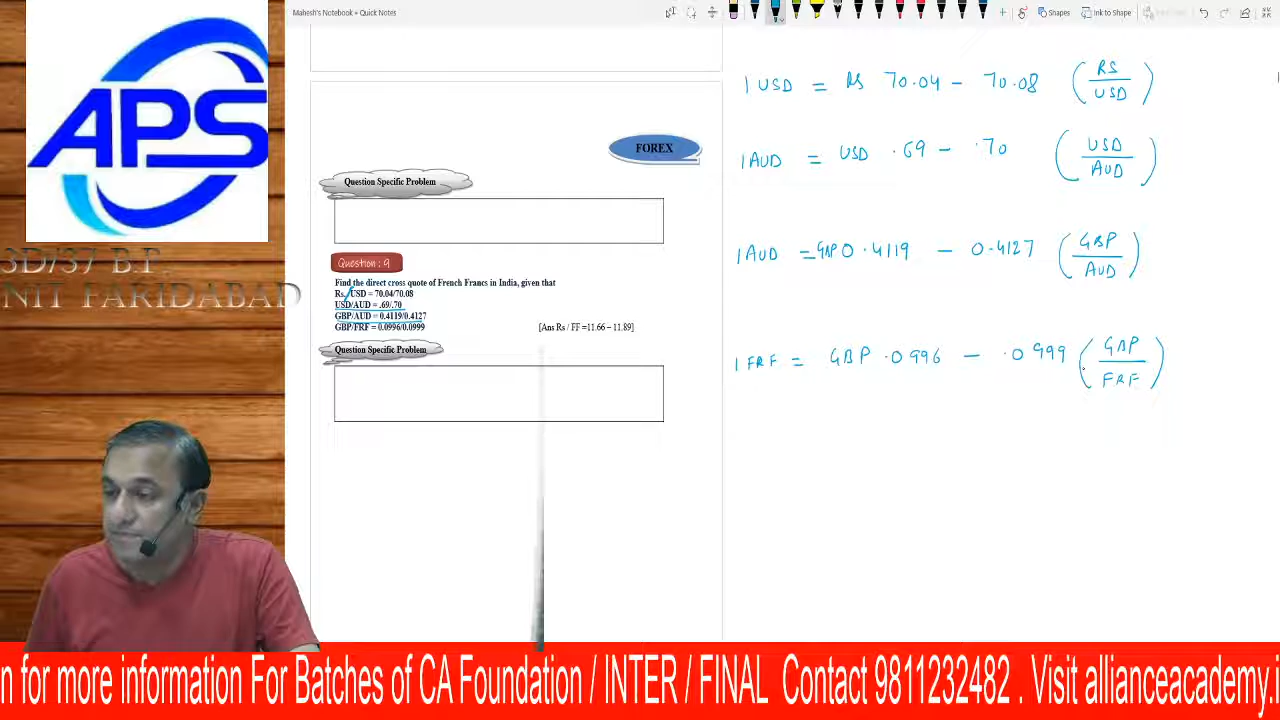 Mahesh's Notebook » Quick Notes
Shapes
Ink to Shape
APS
3D/37 B.P.
NIT FARIDABAD
FOREX
Question Specific Problem
Question : 9
Find the direct cross quote of French Francs in India, given that
Rs./USD = 70.04/70.08
USD/AUD = .69/.70
GBP/AUD = 0.4119/0.4127
GBP/FRF = 0.0996/0.0999
[Ans Rs / FF =11.66 – 11.89]
Question Specific Problem
1 USD = RS 70.04 – 70.08 (RS/USD)
1 AUD = USD .69 – .70 (USD/AUD)
1 AUD = GBP 0.4119 – 0.4127 (GBP/AUD)
1 FRF = GBP .0996 – .0999 (GBP/FRF)
n for more information For Batches of CA Foundation / INTER / FINAL Contact 9811232482 . Visit allianceacademy.i